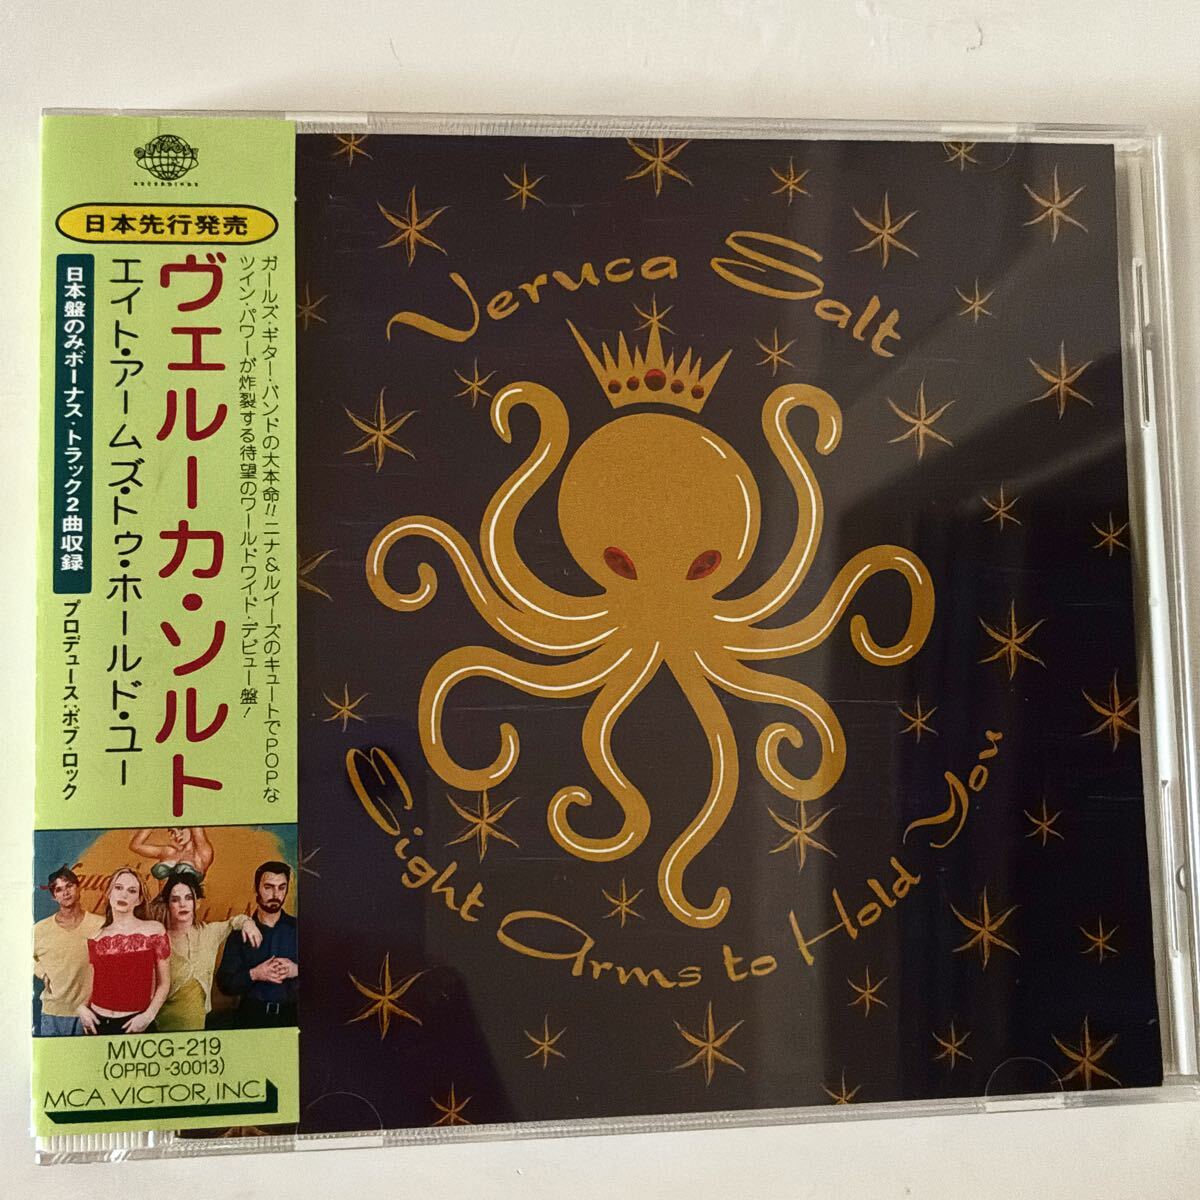 OUTPOST
RECORDINGS
日本先行発売
ガールズ・ギター・バンドの大本命!! ニナ&ルイーズのキュートでPOPな
ツイン・パワーが炸裂する待望のワールドワイド・デビュー盤!
ヴェルーカ・ソルト
エイト・アームズ・トゥ・ホールド・ユー
日本盤のみボーナス・トラック2曲収録
プロデュース:ボブ・ロック
MVCG-219
(OPRD-30013)
MCA VICTOR, INC.
Veruca Salt
Eight Arms to Hold You